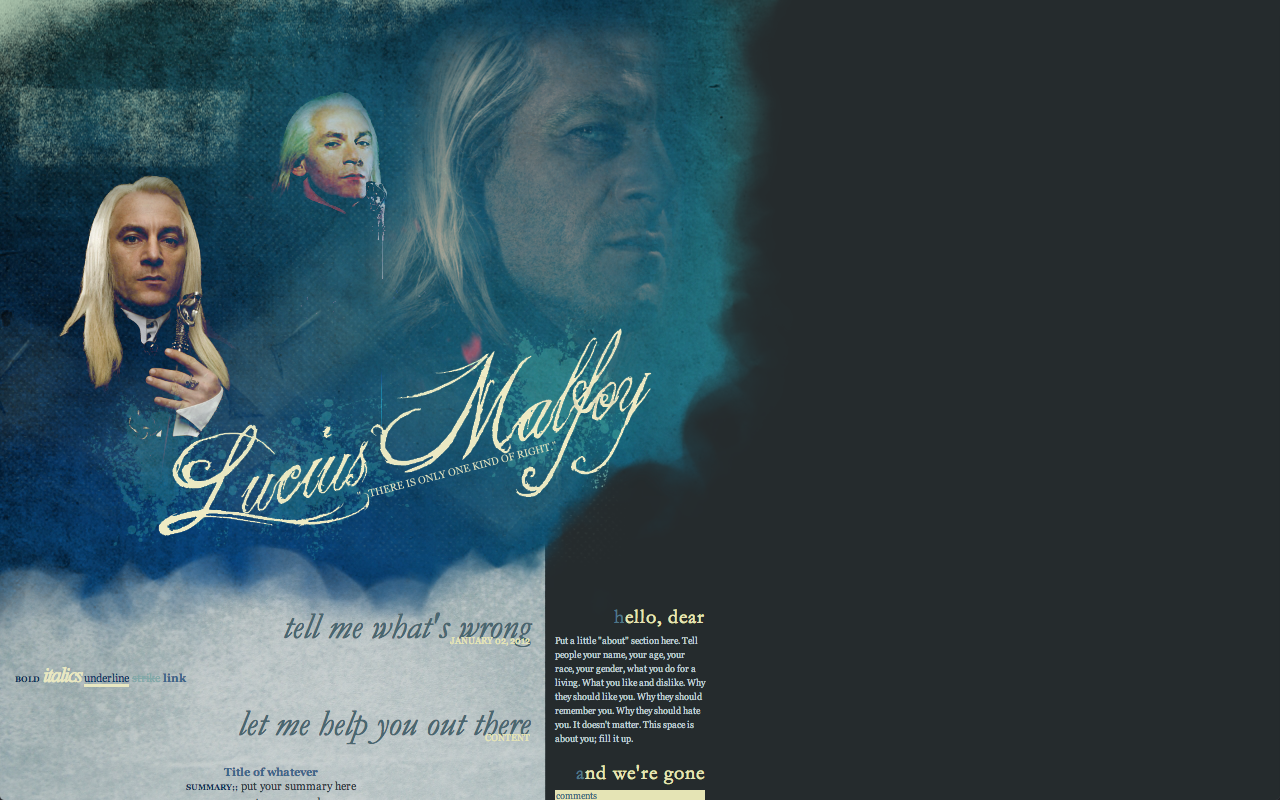 Lucius Malfoy
"THERE IS ONLY ONE KIND OF RIGHT."
tell me what's wrong
JANUARY 02, 2012
BOLD italics underline strike link
let me help you out there
CONTENT
Title of whatever
SUMMARY;; put your summary here
hello, dear
Put a little "about" section here. Tell
people your name, your age, your
race, your gender, what you do for a
living. What you like and dislike. Why
they should like you. Why they should
remember you. Why they should hate
you. It doesn't matter. This space is
about you; fill it up.
and we're gone
comments